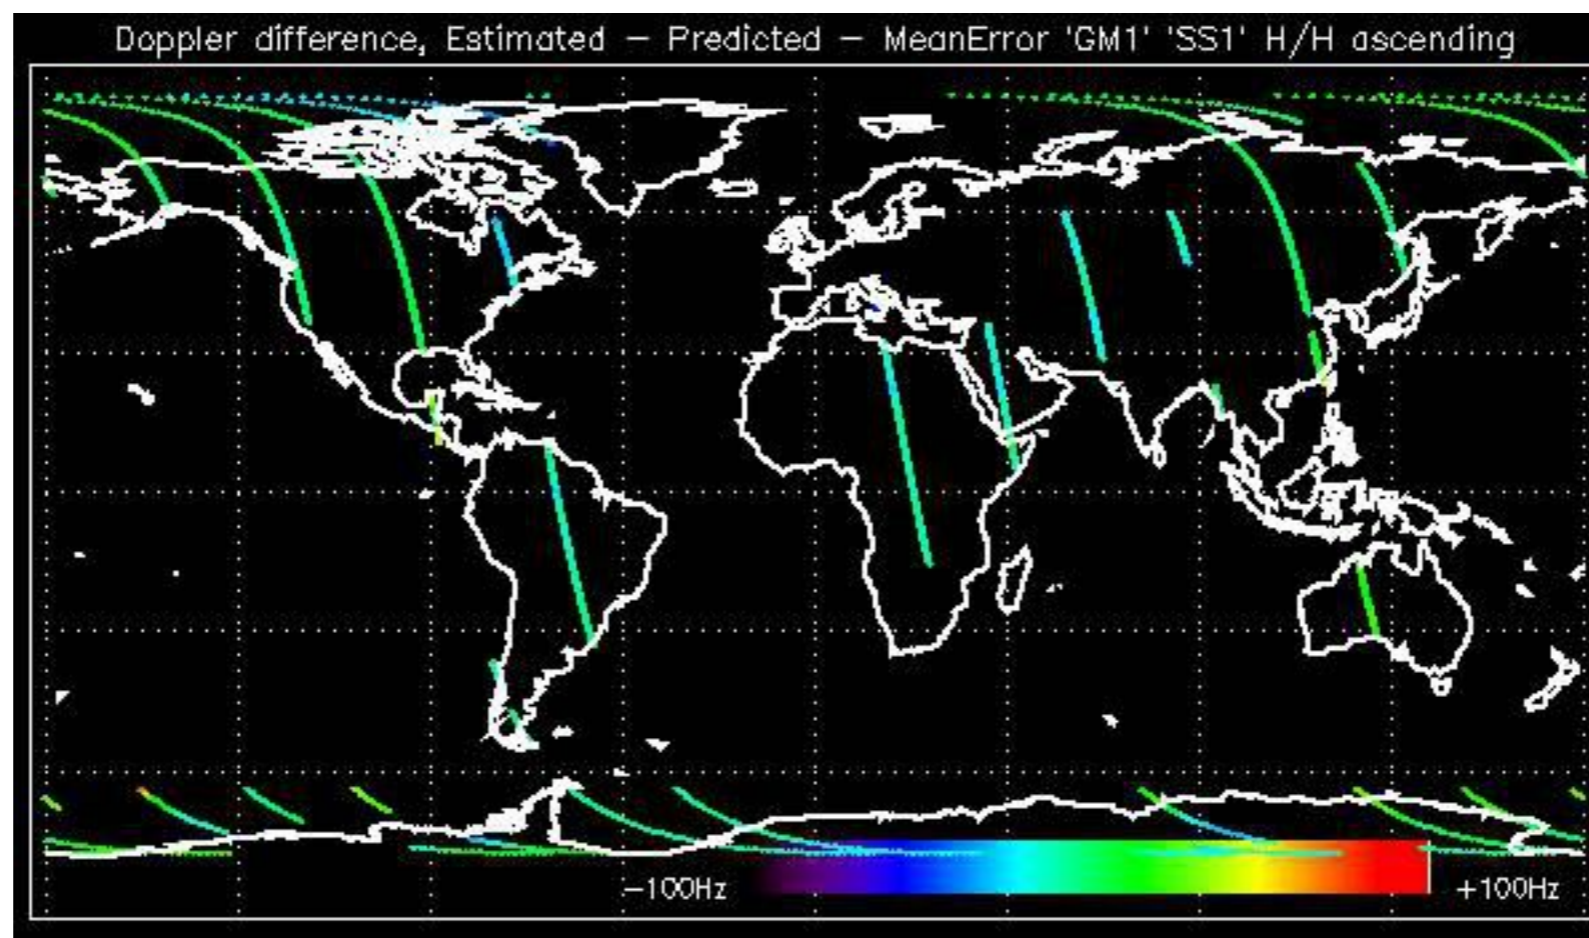 Doppler difference, Estimated — Predicted — MeanError 'GM1' 'SS1' H/H ascending
−100Hz +100Hz